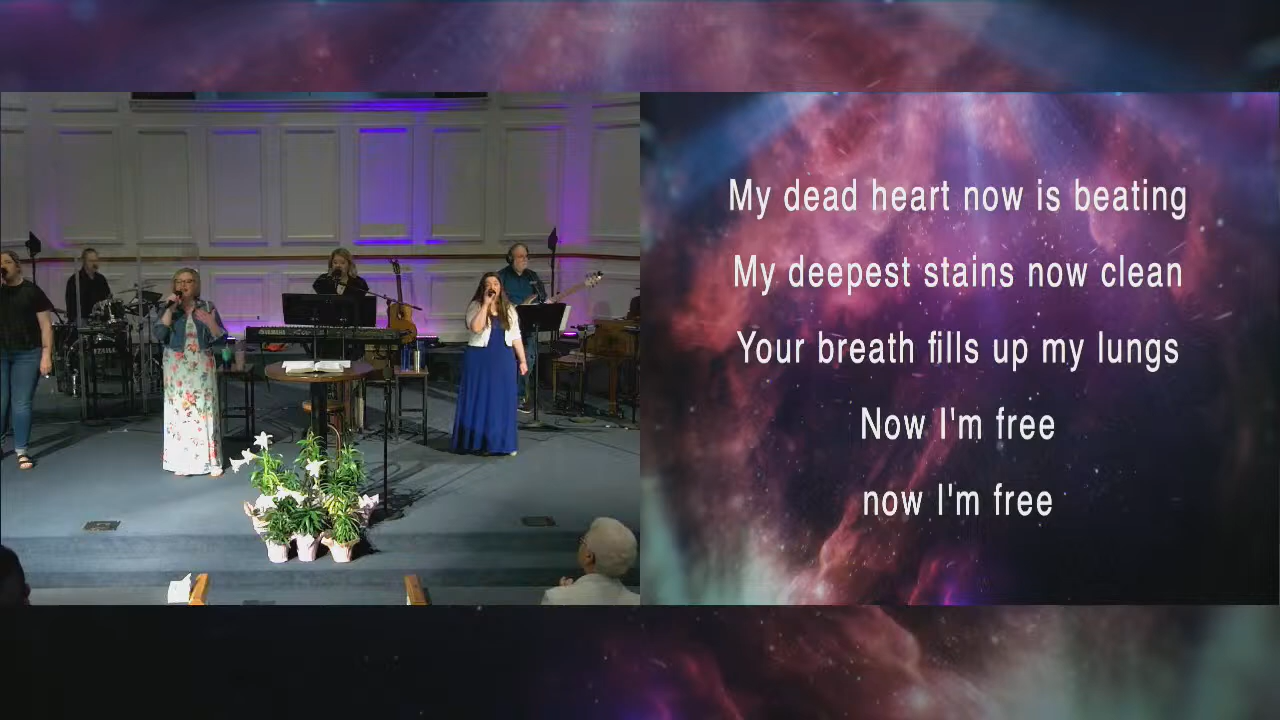 My dead heart now is beating
My deepest stains now clean
Your breath fills up my lungs
Now I'm free
now I'm free
YAMAHA